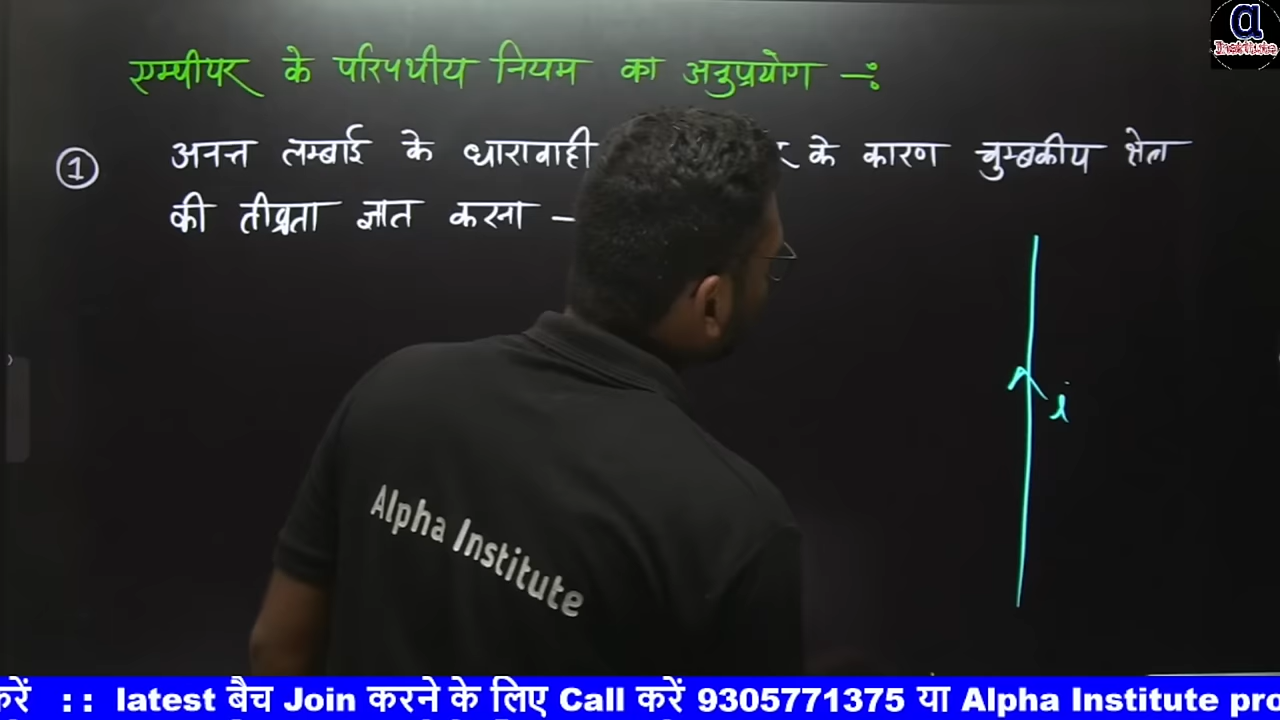 एम्पीयर के परिपथीय नियम का अनुप्रयोग -:
① अनन्त लम्बाई के धारावाही के कारण चुम्बकीय क्षेत्र
की तीव्रता ज्ञात करना -
i
Alpha Institute
α
Institute
करें :: latest बैच Join करने के लिए Call करें 9305771375 या Alpha Institute pro